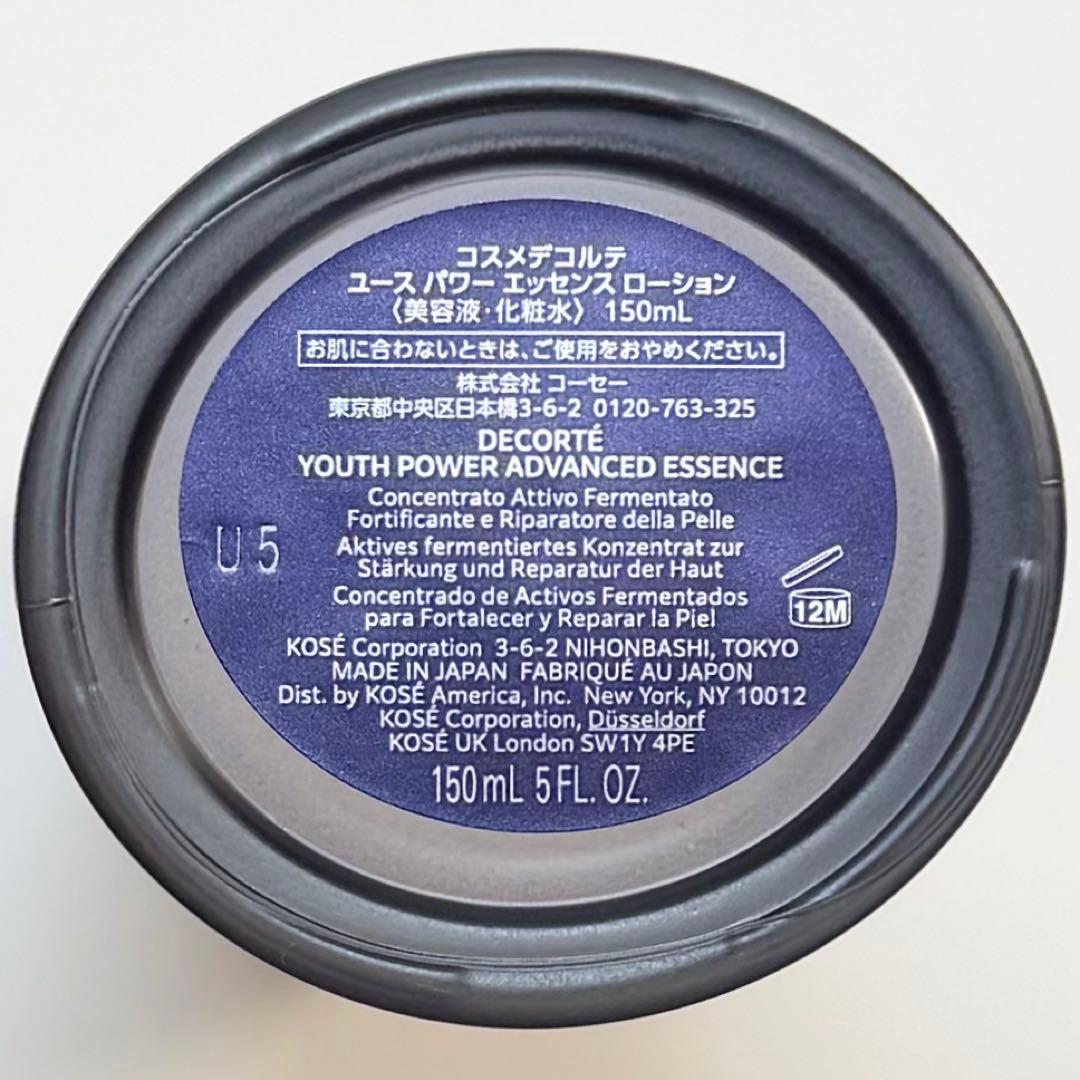 コスメデコルテ
ユース パワー エッセンス ローション
〈美容液・化粧水〉 150mL
お肌に合わないときは、ご使用をおやめください。
株式会社 コーセー
東京都中央区日本橋3-6-2 0120-763-325
DECORTÉ
YOUTH POWER ADVANCED ESSENCE
Concentrato Attivo Fermentato
Fortificante e Riparatore della Pelle
U 5
Aktives fermentiertes Konzentrat zur
Stärkung und Reparatur der Haut
Concentrado de Activos Fermentados
para Fortalecer y Reparar la Piel
12M
KOSÉ Corporation 3-6-2 NIHONBASHI, TOKYO
MADE IN JAPAN FABRIQUÉ AU JAPON
Dist. by KOSÉ America, Inc. New York, NY 10012
KOSÉ Corporation, Düsseldorf
KOSÉ UK London SW1Y 4PE
150mL 5FL. OZ.